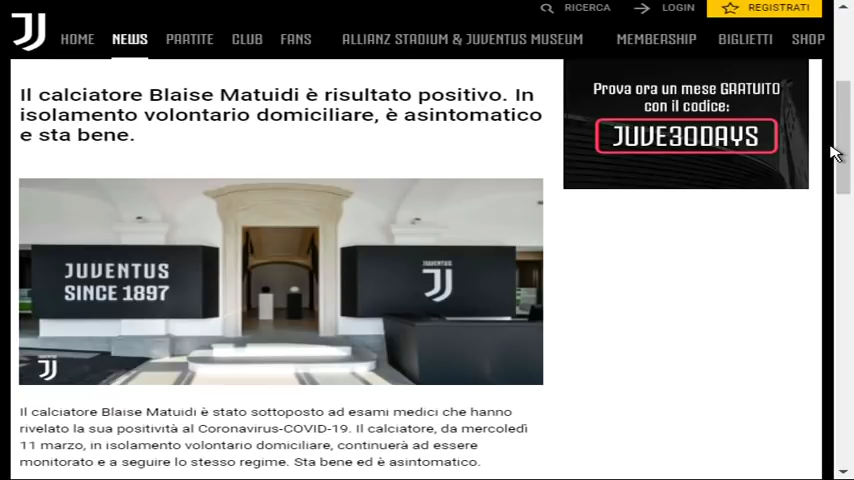 RICERCA
LOGIN
REGISTRATI
HOME NEWS PARTITE CLUB FANS ALLIANZ STADIUM & JUVENTUS MUSEUM MEMBERSHIP BIGLIETTI SHOP
Il calciatore Blaise Matuidi è risultato positivo. In
isolamento volontario domiciliare, è asintomatico
e sta bene.
Prova ora un mese GRATUITO
con il codice:
JUVE30DAYS
JUVENTUS
SINCE 1897
JUVENTUS
Il calciatore Blaise Matuidi è stato sottoposto ad esami medici che hanno
rivelato la sua positività al Coronavirus-COVID-19. Il calciatore, da mercoledì
11 marzo, in isolamento volontario domiciliare, continuerà ad essere
monitorato e a seguire lo stesso regime. Sta bene ed è asintomatico.